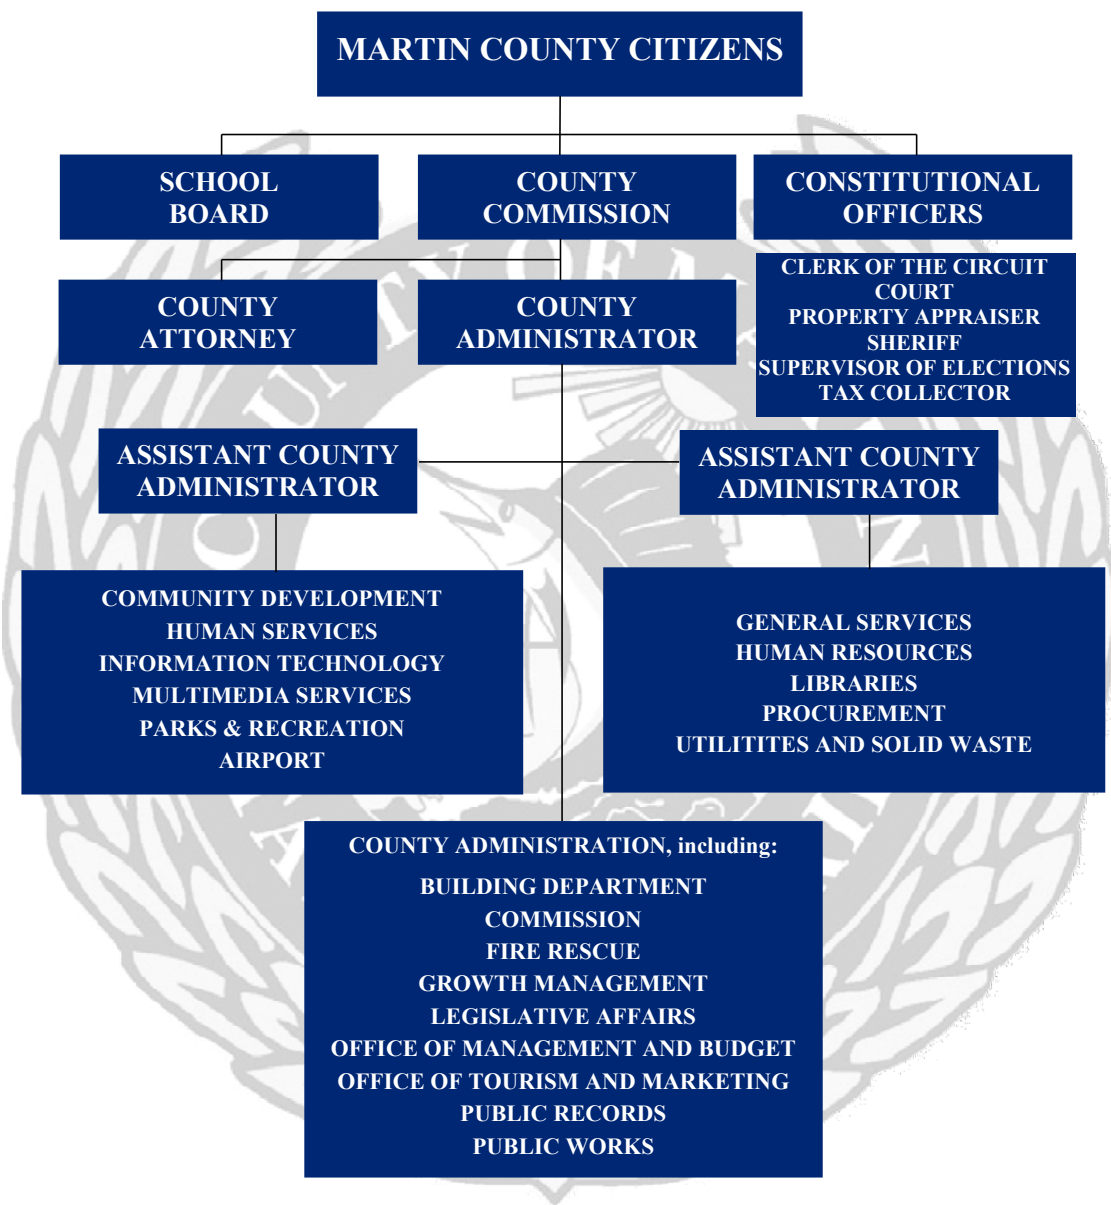 MARTIN COUNTY CITIZENS
SCHOOL
BOARD
COUNTY
COMMISSION
CONSTITUTIONAL
OFFICERS
CLERK OF THE CIRCUIT
COURT
PROPERTY APPRAISER
SHERIFF
SUPERVISOR OF ELECTIONS
TAX COLLECTOR
COUNTY
ATTORNEY
COUNTY
ADMINISTRATOR
ASSISTANT COUNTY
ADMINISTRATOR
ASSISTANT COUNTY
ADMINISTRATOR
COMMUNITY DEVELOPMENT
HUMAN SERVICES
INFORMATION TECHNOLOGY
MULTIMEDIA SERVICES
PARKS & RECREATION
AIRPORT
GENERAL SERVICES
HUMAN RESOURCES
LIBRARIES
PROCUREMENT
UTILITITES AND SOLID WASTE
COUNTY ADMINISTRATION, including:
BUILDING DEPARTMENT
COMMISSION
FIRE RESCUE
GROWTH MANAGEMENT
LEGISLATIVE AFFAIRS
OFFICE OF MANAGEMENT AND BUDGET
OFFICE OF TOURISM AND MARKETING
PUBLIC RECORDS
PUBLIC WORKS